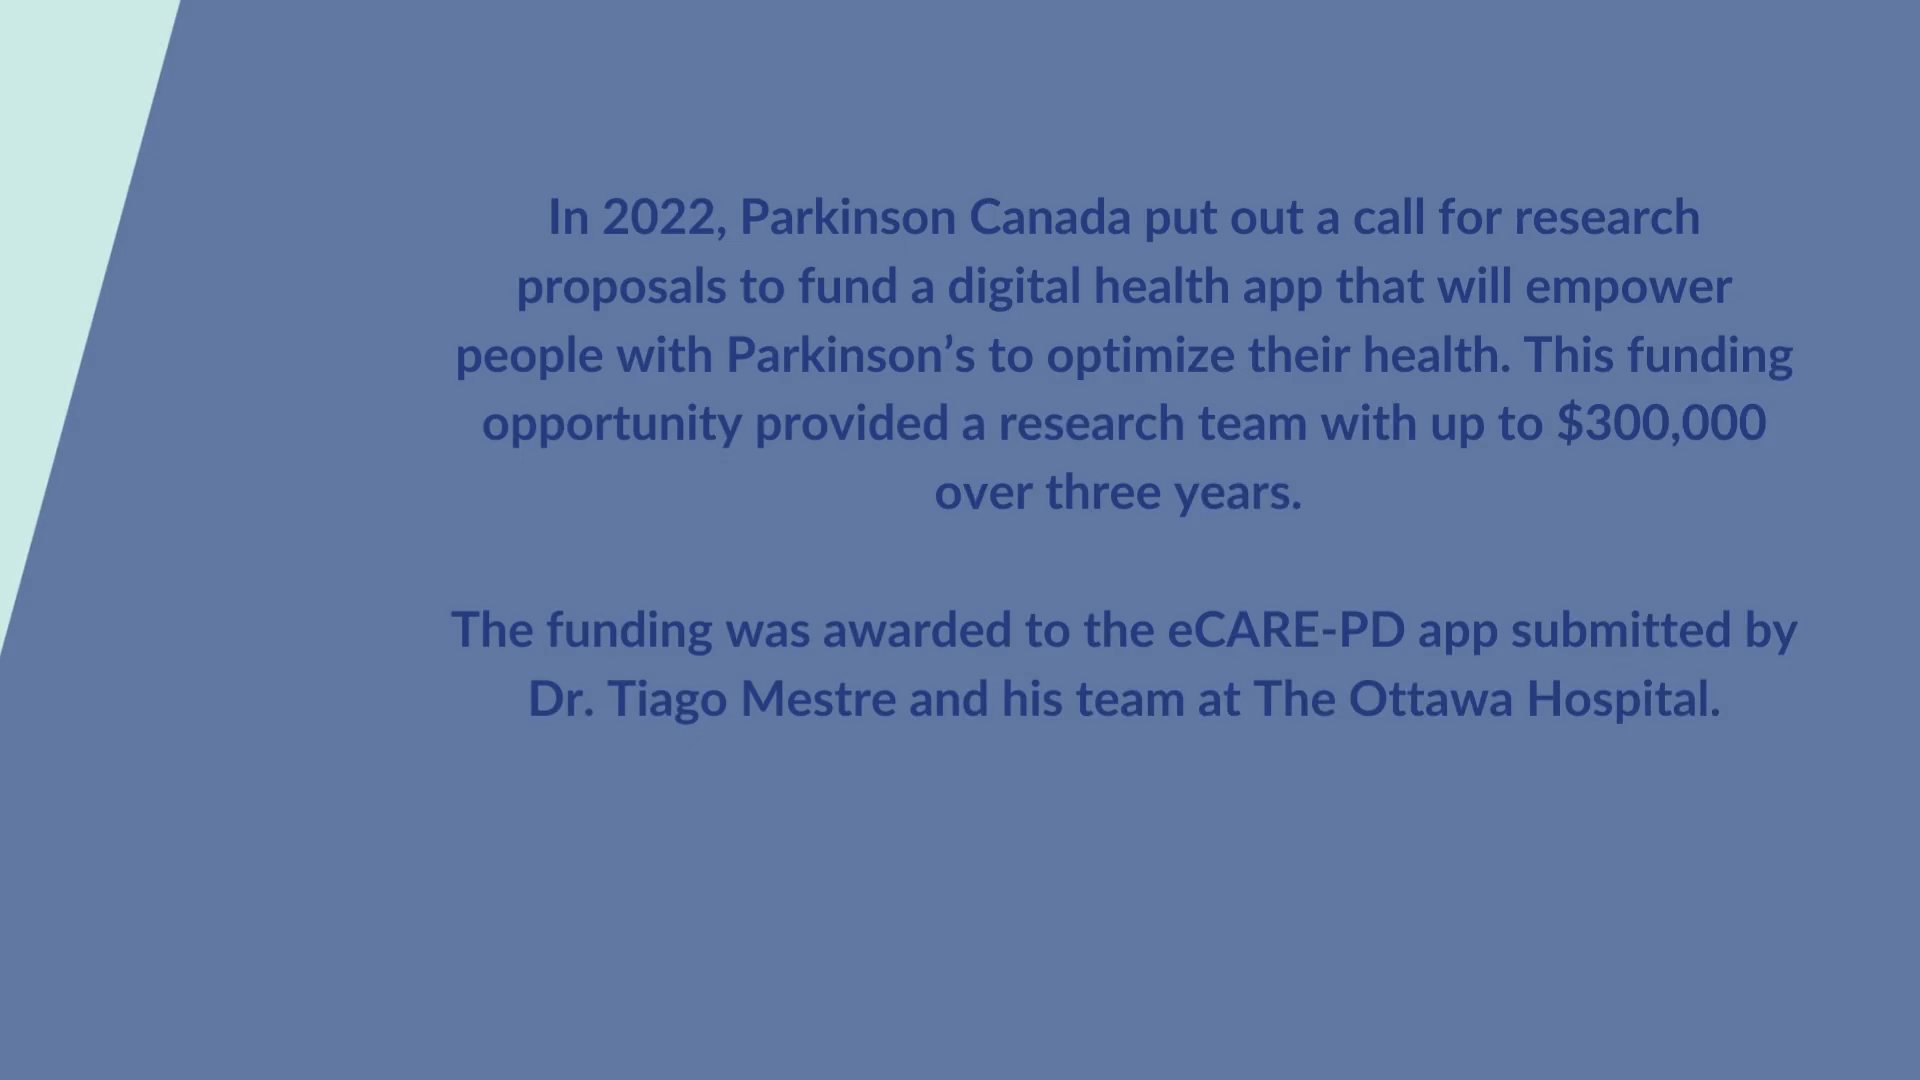 In 2022, Parkinson Canada put out a call for research
proposals to fund a digital health app that will empower
people with Parkinson’s to optimize their health. This funding
opportunity provided a research team with up to $300,000
over three years.
The funding was awarded to the eCARE-PD app submitted by
Dr. Tiago Mestre and his team at The Ottawa Hospital.